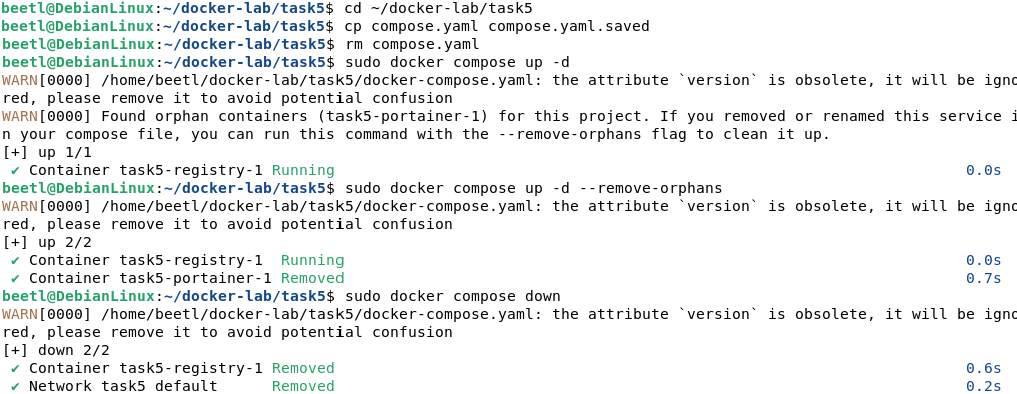 beetl@DebianLinux:~/docker-lab/task5$ cd ~/docker-lab/task5
beetl@DebianLinux:~/docker-lab/task5$ cp compose.yaml compose.yaml.saved
beetl@DebianLinux:~/docker-lab/task5$ rm compose.yaml
beetl@DebianLinux:~/docker-lab/task5$ sudo docker compose up -d
WARN[0000] /home/beetl/docker-lab/task5/docker-compose.yaml: the attribute `version` is obsolete, it will be igno
red, please remove it to avoid potential confusion
WARN[0000] Found orphan containers (task5-portainer-1) for this project. If you removed or renamed this service i
n your compose file, you can run this command with the --remove-orphans flag to clean it up.
[+] up 1/1
✔ Container task5-registry-1 Running 0.0s
beetl@DebianLinux:~/docker-lab/task5$ sudo docker compose up -d --remove-orphans
WARN[0000] /home/beetl/docker-lab/task5/docker-compose.yaml: the attribute `version` is obsolete, it will be igno
red, please remove it to avoid potential confusion
[+] up 2/2
✔ Container task5-registry-1 Running 0.0s
✔ Container task5-portainer-1 Removed 0.7s
beetl@DebianLinux:~/docker-lab/task5$ sudo docker compose down
WARN[0000] /home/beetl/docker-lab/task5/docker-compose.yaml: the attribute `version` is obsolete, it will be igno
red, please remove it to avoid potential confusion
[+] down 2/2
✔ Container task5-registry-1 Removed 0.6s
✔ Network task5 default Removed 0.2s